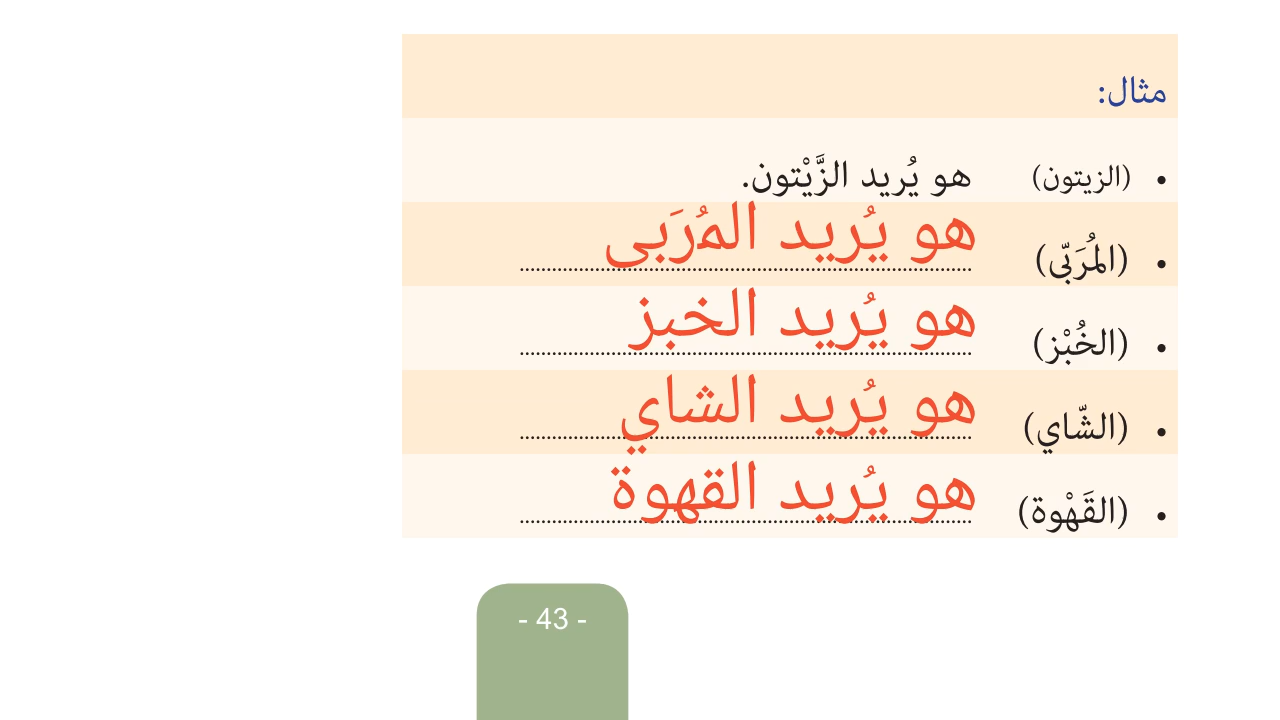 مثال:
• (الزيتون) هو يُريد الزَّيْتون.
• (المُرَبّى) هو يُريد المُرَبى
• (الخُبْز) هو يُريد الخبز
• (الشّاي) هو يُريد الشاي
• (القَهْوة) هو يُريد القهوة
- 43 -